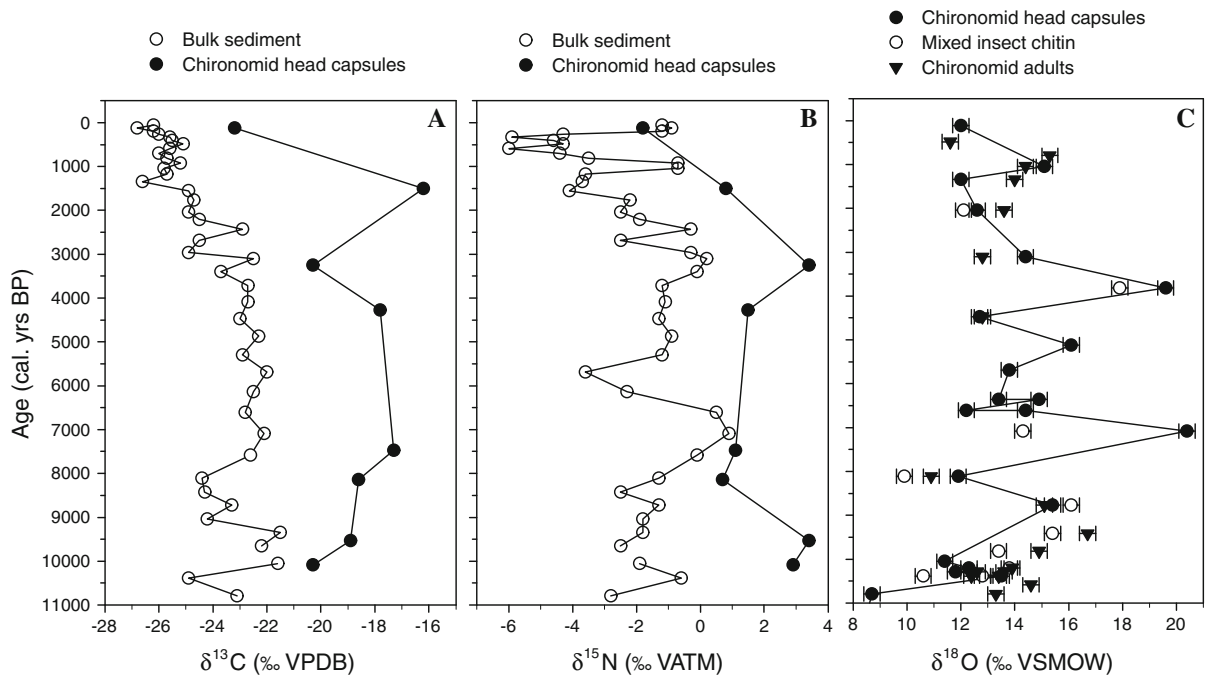 Bulk sediment
Chironomid head capsules
Bulk sediment
Chironomid head capsules
Chironomid head capsules
Mixed insect chitin
Chironomid adults
A
B
C
Age (cal. yrs BP)
0
1000
2000
3000
4000
5000
6000
7000
8000
9000
10000
11000
-28 -26 -24 -22 -20 -18 -16
-6 -4 -2 0 2 4
8 10 12 14 16 18 20
δ¹³C (‰ VPDB)
δ¹⁵N (‰ VATM)
δ¹⁸O (‰ VSMOW)